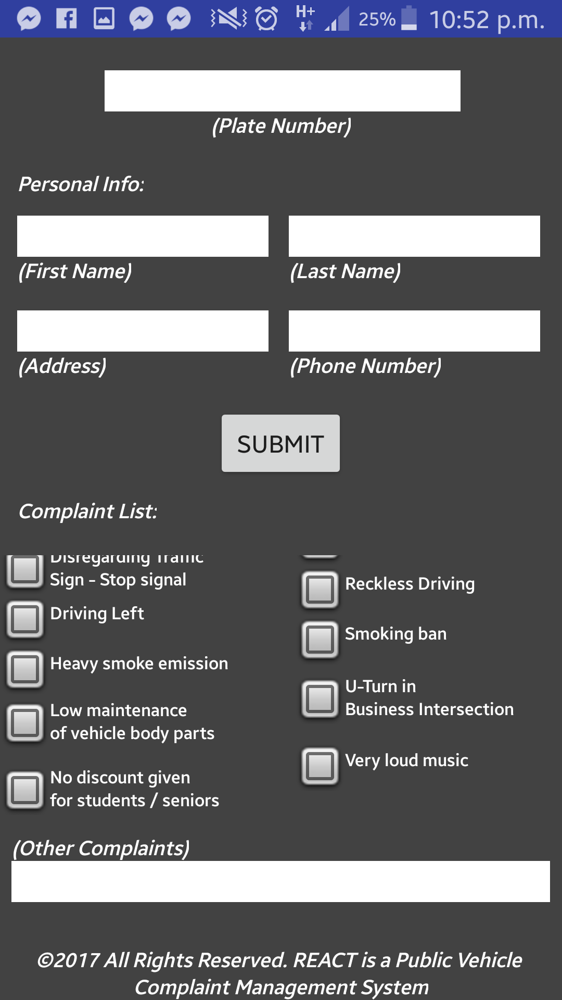 H+ 25% 10:52 p.m.
(Plate Number)
Personal Info:
(First Name) (Last Name)
(Address) (Phone Number)
SUBMIT
Complaint List:
Disregarding Traffic
Sign - Stop signal
Driving Left
Heavy smoke emission
Low maintenance
of vehicle body parts
No discount given
for students / seniors
Reckless Driving
Smoking ban
U-Turn in
Business Intersection
Very loud music
(Other Complaints)
©2017 All Rights Reserved. REACT is a Public Vehicle
Complaint Management System